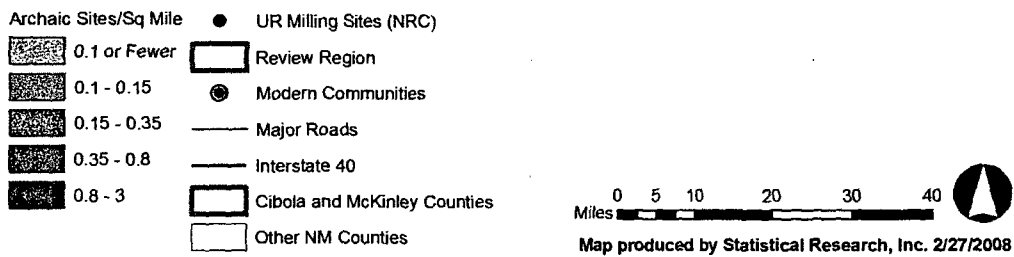 Archaic Sites/Sq Mile
0.1 or Fewer
0.1 - 0.15
0.15 - 0.35
0.35 - 0.8
0.8 - 3
UR Milling Sites (NRC)
Review Region
Modern Communities
Major Roads
Interstate 40
Cibola and McKinley Counties
Other NM Counties
0 5 10 20 30 40
Miles
Map produced by Statistical Research, Inc. 2/27/2008